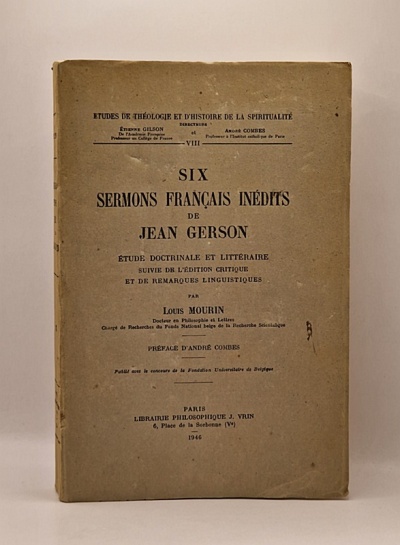 ETUDES DE THÉOLOGIE ET D'HISTOIRE DE LA SPIRITUALITÉ
DIRECTEURS
ÉTIENNE GILSON et ANDRÉ COMBES
De l'Académie Française Professeur à l'Institut catholique de Paris
Professeur au Collège de France
VIII
SIX
SERMONS FRANÇAIS INÉDITS
DE
JEAN GERSON
ÉTUDE DOCTRINALE ET LITTÉRAIRE
SUIVIE DE L'ÉDITION CRITIQUE
ET DE REMARQUES LINGUISTIQUES
PAR
LOUIS MOURIN
Docteur en Philosophie et Lettres
Chargé de Recherches du Fonds National belge de la Recherche Scientifique
PRÉFACE D'ANDRÉ COMBES
Publié avec le concours de la Fondation Universitaire de Belgique
PARIS
LIBRAIRIE PHILOSOPHIQUE J. VRIN
6, Place de la Sorbonne (Ve)
1946